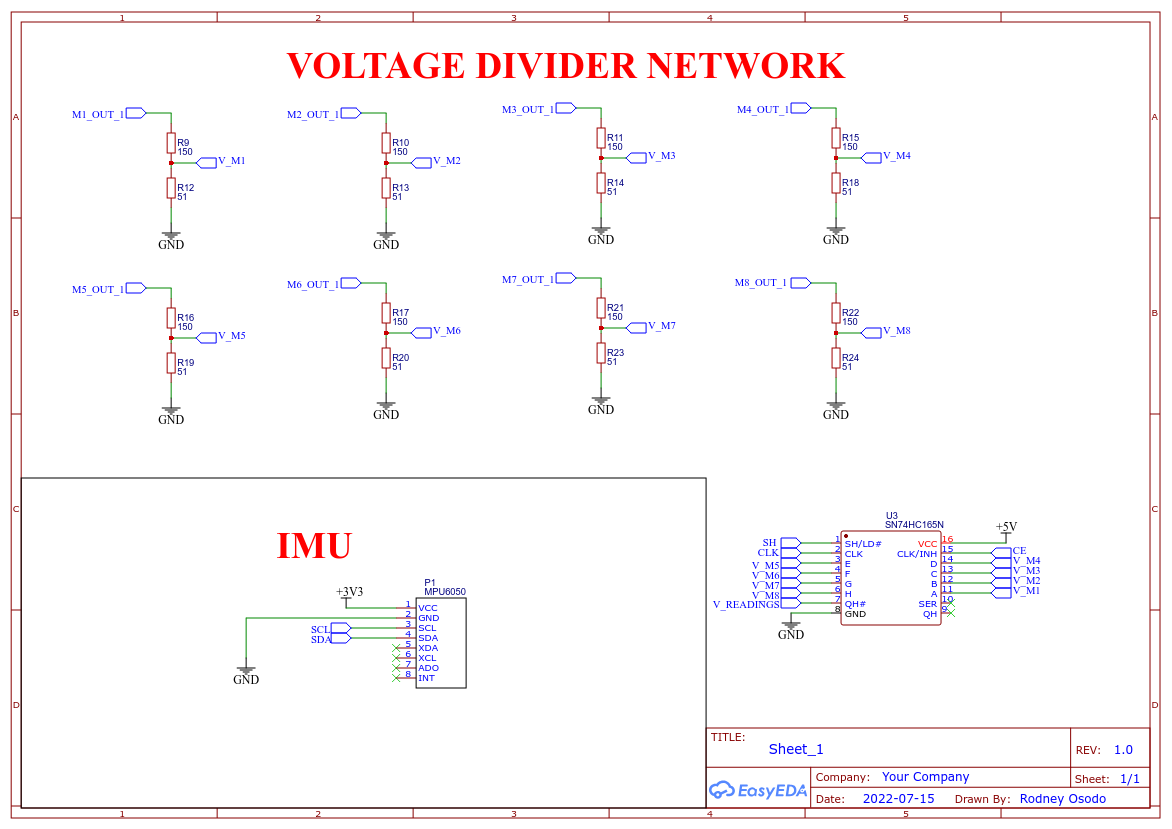 1 2 3 4 5
VOLTAGE DIVIDER NETWORK
A A
M1_OUT_1
R9
150
V_M1
R12
51
GND
M2_OUT_1
R10
150
V_M2
R13
51
GND
M3_OUT_1
R11
150
V_M3
R14
51
GND
M4_OUT_1
R15
150
V_M4
R18
51
GND
B B
M5_OUT_1
R16
150
V_M5
R19
51
GND
M6_OUT_1
R17
150
V_M6
R20
51
GND
M7_OUT_1
R21
150
V_M7
R23
51
GND
M8_OUT_1
R22
150
V_M8
R24
51
GND
C C
IMU
P1
MPU6050
+3V3
1 VCC
2 GND
SCL 3 SCL
SDA 4 SDA
5 XDA
6 XCL
7 ADO
8 INT
GND
U3
SN74HC165N
+5V
SH 1 SH/LD# VCC 16
CLK 2 CLK CLK/INH 15 CE
V_M5 3 E D 14 V_M4
V_M6 4 F C 13 V_M3
V_M7 5 G B 12 V_M2
V_M8 6 H A 11 V_M1
V_READINGS 7 QH# SER 10
8 GND QH 9
GND
D D
TITLE:
Sheet_1
REV: 1.0
EasyEDA
Company: Your Company
Sheet: 1/1
Date: 2022-07-15 Drawn By: Rodney Osodo
1 2 3 4 5